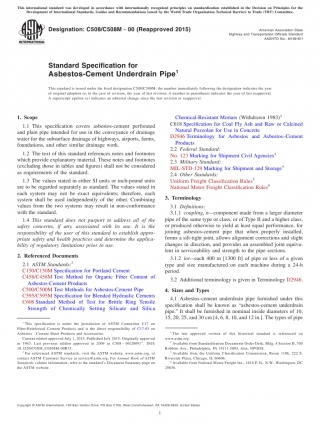 This international standard was developed in accordance with internationally recognized principles on standardization established in the Decision on Principles for the
Development of International Standards, Guides and Recommendations issued by the World Trade Organization Technical Barriers to Trade (TBT) Committee.
Designation: C508/C508M − 00 (Reapproved 2015)
American Association State
Highway and Transportation Officials Standard
AASHTO No.:
Standard Specification for
Asbestos-Cement Underdrain Pipe1
This standard is issued under the fixed designation C508/C508M; the number immediately following the designation indicates the year
of original adoption or, in the case of revision, the year of last revision. A number in parentheses indicates the year of last reapproval.
A superscript epsilon (ε) indicates an editorial change since the last revision or reapproval.
1. Scope
1.1 This specification covers asbestos-cement perforated
and plain pipe intended for use in the conveyance of drainage
water for the subsurface drainage of highways, airports, farms,
foundations, and other similar drainage work.
1.2 The text of this standard references notes and footnotes
which provide explanatory material. These notes and footnotes
(excluding those in tables and figures) shall not be considered
as requirements of the standard.
1.3 The values stated in either SI units or inch-pound units
are to be regarded separately as standard. The values stated in
each system may not be exact equivalents; therefore, each
system shall be used independently of the other. Combining
values from the two systems may result in non-conformance
with the standard.
1.4 This standard does not purport to address all of the
safety concerns, if any, associated with its use. It is the
responsibility of the user of this standard to establish appro-
priate safety and health practices and determine the applica-
bility of regulatory limitations prior to use.
2. Referenced Documents
2.1 ASTM Standards:2
C150/C150M Specification for Portland Cement
C458/C458M Test Method for Organic Fiber Content of
Asbestos-Cement Products
C500/C500M Test Methods for Asbestos-Cement Pipe
C595/C595M Specification for Blended Hydraulic Cements
C688 Standard Method of Test for Bottle Ring Tensile
Strength of Chemically Setting Silicate and Silica
Chemical-Resistant Mortars (Withdrawn 1983)3
C618 Specification for Coal Fly Ash and Raw or Calcined
Natural Pozzolan for Use in Concrete
D2946 Terminology for Asbestos and Asbestos–Cement
Products
2.2 Federal Standard:
No. 123 Marking for Shipment Civil Agencies4
2.3 Military Standard:
MIL-STD-129 Marking for Shipment and Storage4
2.4 Other Standards:
Uniform Freight Classification Rules5
National Motor Freight Classification Rules6
3. Terminology
3.1 Definitions:
3.1.1 coupling, n—component made from a larger diameter
pipe of the same type or class, or of Type II and a higher class,
or produced otherwise to yield at least equal performance, for
joining asbestos-cement pipe that when properly installed,
forms a silt-tight joint, allows alignment corrections and slight
changes in direction, and provides an assembled joint equiva-
lent in serviceability and strength to the pipe sections.
3.1.2 lot—each 400 m [1300 ft] of pipe or less of a given
type and size manufactured on each machine during a 24-h
period.
3.2 Additional terminology is given in Terminology D2946.
4. Sizes and Types
4.1 Asbestos-cement underdrain pipe furnished under this
specification shall be known as “asbestos-cement underdrain
pipe.” It shall be furnished in nominal inside diameters of 10,
15, 20, 25, and 30 cm [4, 6, 8, 10, and 12 in.]. The types of pipe
1 This specification is under the jurisdiction of ASTM Committee C17 on
Fiber-Reinforced Cement Products and is the direct responsibility of C17.03 on
Asbestos - Cement Sheet Products and Accessories.
Current edition approved July 1, 2015. Published July 2015. Originally approved
in 1963. Last previous edition approved in 2009 as C508 – 00(2009)ε1. DOI:
10.1520/C0508_C0508M-00R15.
2 For referenced ASTM standards, visit the ASTM website, www.astm.org, or
contact ASTM Customer Service at service@astm.org. For Annual Book of ASTM
Standards volume information, refer to the standard's Document Summary page on
the ASTM website.
3 The last approved version of this historical standard is referenced on
www.astm.org.
4 Available from Standardization Documents Order Desk, Bldg. 4 Section D, 700
Robbins Ave., Philadelphia, PA 19111-5094, Attn: NPODS.
5 Available from the Uniform Classification Committee, Room 1106, 222 S.
Riverside Plaza, Chicago, IL 60606.
6 Available from National Motor Freight Inc., 1616 P St., N.W., Washington, DC
20036.
Copyright © ASTM International, 100 Barr Harbor Drive, PO Box C700, West Conshohocken, PA 19428-2959. United States
1